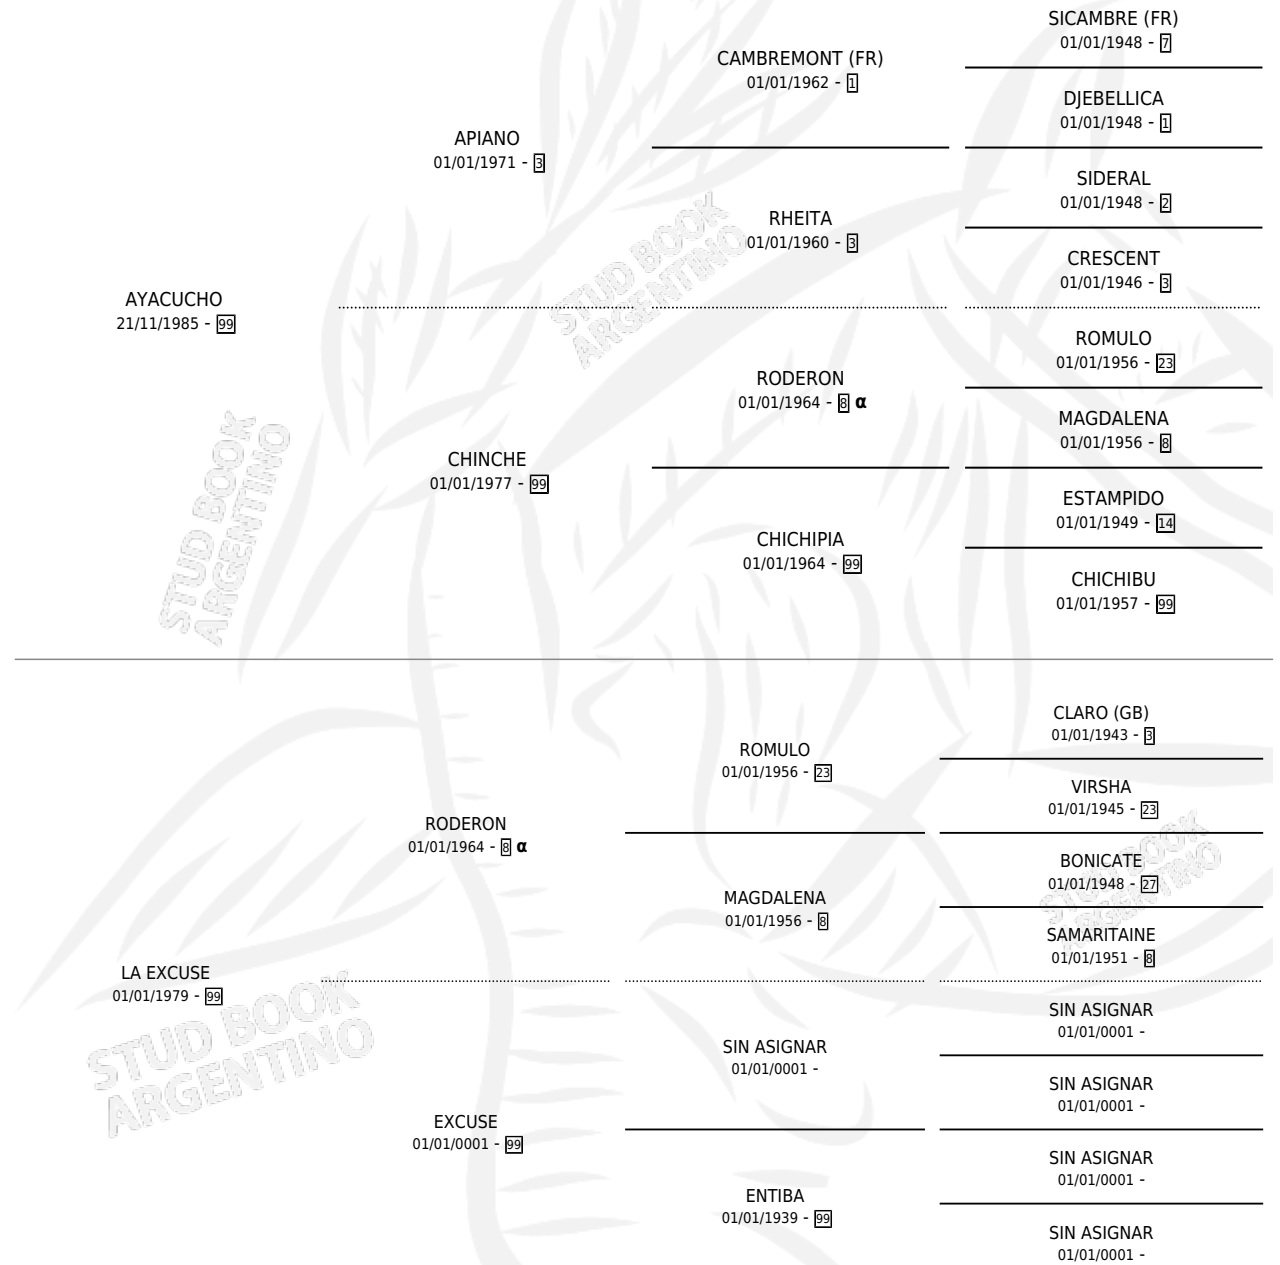 SICAMBRE (FR)
01/01/1948 - 7
CAMBREMONT (FR)
01/01/1962 - 1
DJEBELLICA
01/01/1948 - 1
APIANO
01/01/1971 - 3
SIDERAL
01/01/1948 - 2
RHEITA
01/01/1960 - 3
CRESCENT
01/01/1946 - 3
AYACUCHO
21/11/1985 - 99
ROMULO
01/01/1956 - 23
RODERON
01/01/1964 - 8 α
MAGDALENA
01/01/1956 - 8
CHINCHE
01/01/1977 - 99
ESTAMPIDO
01/01/1949 - 14
CHICHIPIA
01/01/1964 - 99
CHICHIBU
01/01/1957 - 99
CLARO (GB)
01/01/1943 - 3
ROMULO
01/01/1956 - 23
VIRSHA
01/01/1945 - 23
RODERON
01/01/1964 - 8 α
BONICATE
01/01/1948 - 27
MAGDALENA
01/01/1956 - 8
SAMARITAINE
01/01/1951 - 8
LA EXCUSE
01/01/1979 - 99
SIN ASIGNAR
01/01/0001 -
SIN ASIGNAR
01/01/0001 -
SIN ASIGNAR
01/01/0001 -
EXCUSE
01/01/0001 - 99
SIN ASIGNAR
01/01/0001 -
ENTIBA
01/01/1939 - 99
SIN ASIGNAR
01/01/0001 -
STUD BOOK
ARGENTINO
STUD BOOK
ARGENTINO
STUD BOOK
ARGENTINO
STUD BOOK
ARGENTINO